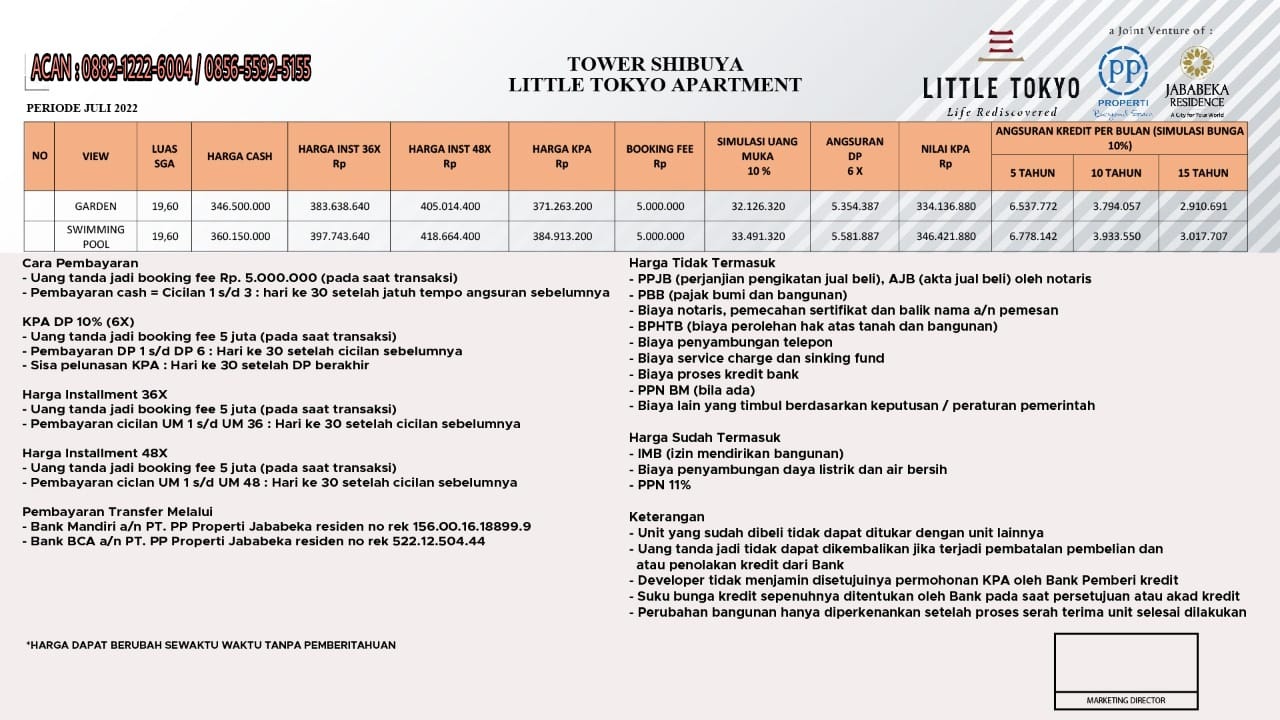 ACAN : 0882-1222-6004 / 0856-5592-5155
TOWER SHIBUYA
LITTLE TOKYO APARTMENT
LITTLE TOKYO
Life Rediscovered
a Joint Venture of :
pp
PROPERTI
JABABEKA
RESIDENCE
A City for Your World
PERIODE JULI 2022
NO VIEW LUAS SGA HARGA CASH HARGA INST 36X Rp HARGA INST 48X Rp HARGA KPA Rp BOOKING FEE Rp SIMULASI UANG MUKA 10 % ANGSURAN DP 6 X NILAI KPA Rp ANGSURAN KREDIT PER BULAN (SIMULASI BUNGA 10%)
5 TAHUN 10 TAHUN 15 TAHUN
GARDEN 19,60 346.500.000 383.638.640 405.014.400 371.263.200 5.000.000 32.126.320 5.354.387 334.136.880 6.537.772 3.794.057 2.910.691
SWIMMING POOL 19,60 360.150.000 397.743.640 418.664.400 384.913.200 5.000.000 33.491.320 5.581.887 346.421.880 6.778.142 3.933.550 3.017.707
Cara Pembayaran
- Uang tanda jadi booking fee Rp. 5.000.000 (pada saat transaksi)
- Pembayaran cash = Cicilan 1 s/d 3 : hari ke 30 setelah jatuh tempo angsuran sebelumnya
KPA DP 10% (6X)
- Uang tanda jadi booking fee 5 juta (pada saat transaksi)
- Pembayaran DP 1 s/d DP 6 : Hari ke 30 setelah cicilan sebelumnya
- Sisa pelunasan KPA : Hari ke 30 setelah DP berakhir
Harga Installment 36X
- Uang tanda jadi booking fee 5 juta (pada saat transaksi)
- Pembayaran cicilan UM 1 s/d UM 36 : Hari ke 30 setelah cicilan sebelumnya
Harga Installment 48X
- Uang tanda jadi booking fee 5 juta (pada saat transaksi)
- Pembayaran ciclan UM 1 s/d UM 48 : Hari ke 30 setelah cicilan sebelumnya
Pembayaran Transfer Melalui
- Bank Mandiri a/n PT. PP Properti Jababeka residen no rek 156.00.16.18899.9
- Bank BCA a/n PT. PP Properti Jababeka residen no rek 522.12.504.44
Harga Tidak Termasuk
- PPJB (perjanjian pengikatan jual beli), AJB (akta jual beli) oleh notaris
- PBB (pajak bumi dan bangunan)
- Biaya notaris, pemecahan sertifikat dan balik nama a/n pemesan
- BPHTB (biaya perolehan hak atas tanah dan bangunan)
- Biaya penyambungan telepon
- Biaya service charge dan sinking fund
- Biaya proses kredit bank
- PPN BM (bila ada)
- Biaya lain yang timbul berdasarkan keputusan / peraturan pemerintah
Harga Sudah Termasuk
- IMB (izin mendirikan bangunan)
- Biaya penyambungan daya listrik dan air bersih
- PPN 11%
Keterangan
- Unit yang sudah dibeli tidak dapat ditukar dengan unit lainnya
- Uang tanda jadi tidak dapat dikembalikan jika terjadi pembatalan pembelian dan
atau penolakan kredit dari Bank
- Developer tidak menjamin disetujuinya permohonan KPA oleh Bank Pemberi kredit
- Suku bunga kredit sepenuhnya ditentukan oleh Bank pada saat persetujuan atau akad kredit
- Perubahan bangunan hanya diperkenankan setelah proses serah terima unit selesai dilakukan
*HARGA DAPAT BERUBAH SEWAKTU WAKTU TANPA PEMBERITAHUAN
MARKETING DIRECTOR